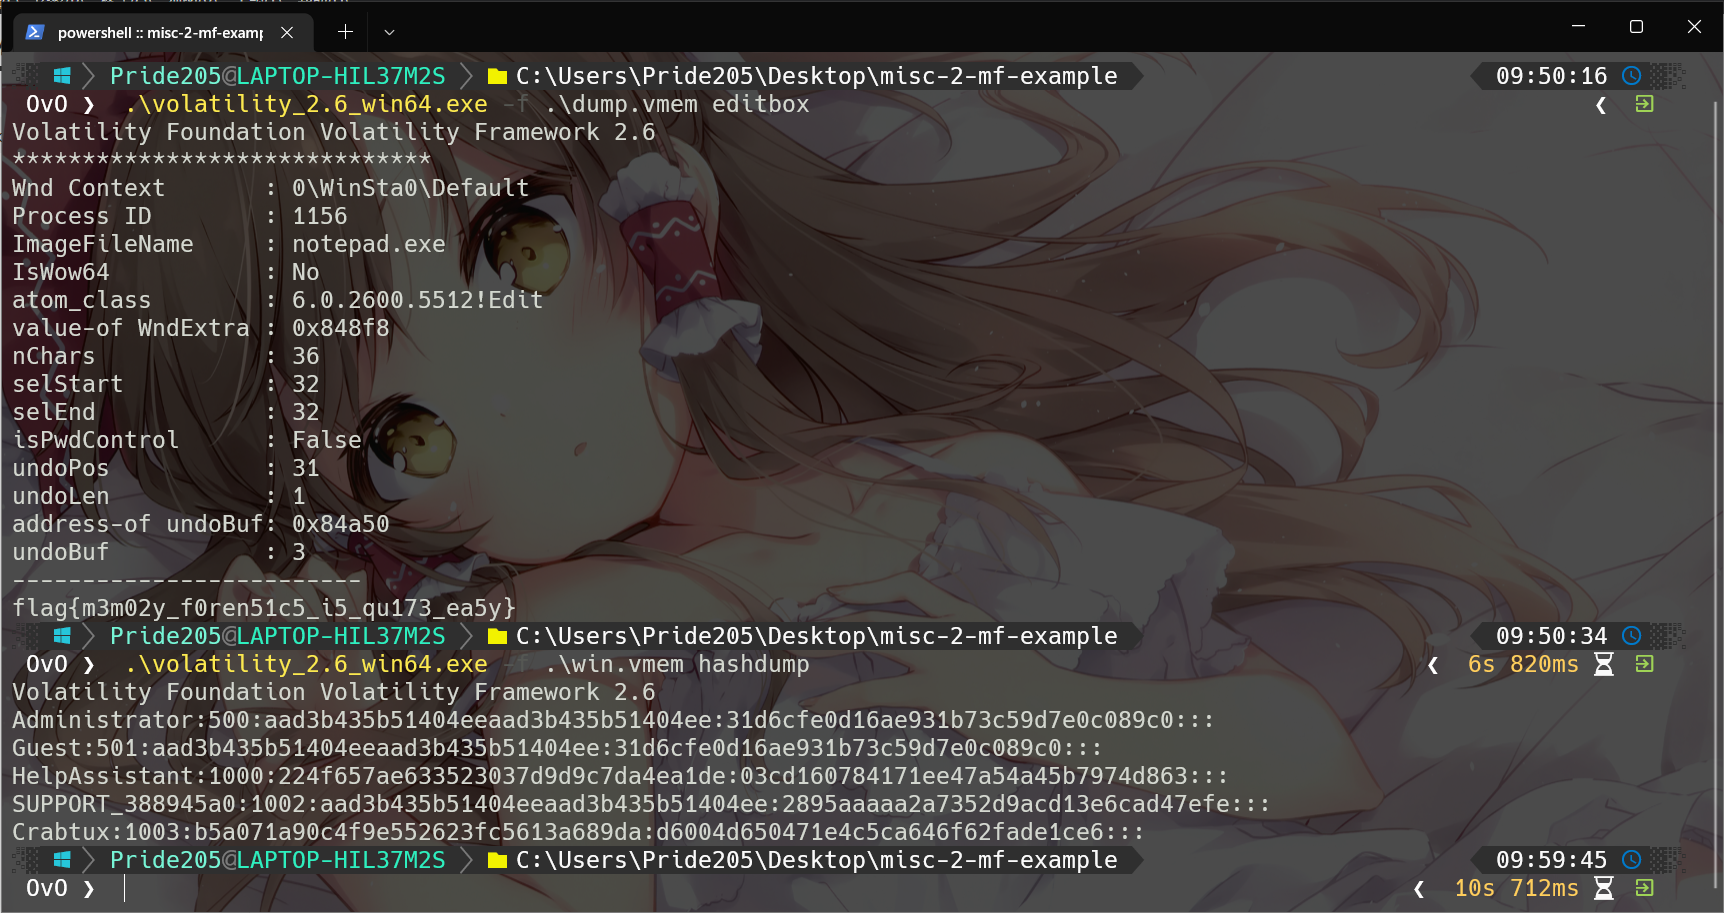 powershell :: misc-2-mf-examp
Pride205@LAPTOP-HIL37M2S C:\Users\Pride205\Desktop\misc-2-mf-example 09:50:16
OvO ❯ .\volatility_2.6_win64.exe -f .\dump.vmem editbox ❮
Volatility Foundation Volatility Framework 2.6
******************************
Wnd Context : 0\WinSta0\Default
Process ID : 1156
ImageFileName : notepad.exe
IsWow64 : No
atom_class : 6.0.2600.5512!Edit
value-of WndExtra : 0x848f8
nChars : 36
selStart : 32
selEnd : 32
isPwdControl : False
undoPos : 31
undoLen : 1
address-of undoBuf: 0x84a50
undoBuf : 3
-------------------------
flag{m3m02y_f0ren51c5_i5_qu173_ea5y}
Pride205@LAPTOP-HIL37M2S C:\Users\Pride205\Desktop\misc-2-mf-example 09:50:34
OvO ❯ .\volatility_2.6_win64.exe -f .\win.vmem hashdump ❮ 6s 820ms
Volatility Foundation Volatility Framework 2.6
Administrator:500:aad3b435b51404eeaad3b435b51404ee:31d6cfe0d16ae931b73c59d7e0c089c0:::
Guest:501:aad3b435b51404eeaad3b435b51404ee:31d6cfe0d16ae931b73c59d7e0c089c0:::
HelpAssistant:1000:224f657ae633523037d9d9c7da4ea1de:03cd160784171ee47a54a45b7974d863:::
SUPPORT_388945a0:1002:aad3b435b51404eeaad3b435b51404ee:2895aaaaa2a7352d9acd13e6cad47efe:::
Crabtux:1003:b5a071a90c4f9e552623fc5613a689da:d6004d650471e4c5ca646f62fade1ce6:::
Pride205@LAPTOP-HIL37M2S C:\Users\Pride205\Desktop\misc-2-mf-example 09:59:45
OvO ❯ ❮ 10s 712ms